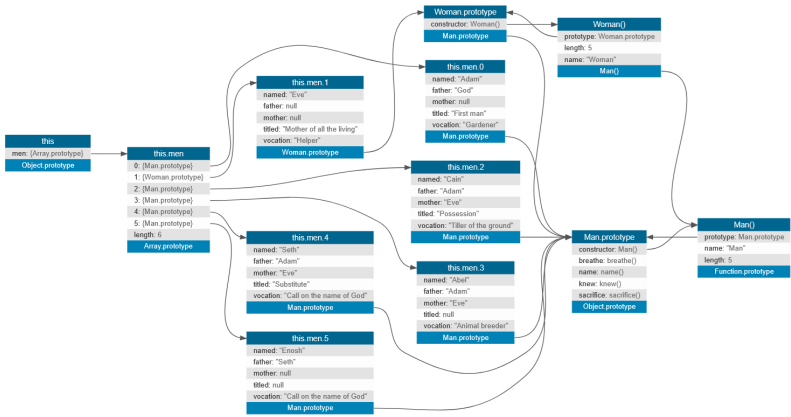 this
men: {Array.prototype}
Object.prototype
this.men
0: {Man.prototype}
1: {Woman.prototype}
2: {Man.prototype}
3: {Man.prototype}
4: {Man.prototype}
5: {Man.prototype}
length: 6
Array.prototype
this.men.1
named: "Eve"
father: null
mother: null
titled: "Mother of all the living"
vocation: "Helper"
Woman.prototype
this.men.4
named: "Seth"
father: "Adam"
mother: "Eve"
titled: "Substitute"
vocation: "Call on the name of God"
Man.prototype
this.men.5
named: "Enosh"
father: "Seth"
mother: null
titled: null
vocation: "Call on the name of God"
Man.prototype
Woman.prototype
constructor: Woman()
Man.prototype
this.men.0
named: "Adam"
father: "God"
mother: null
titled: "First man"
vocation: "Gardener"
Man.prototype
this.men.2
named: "Cain"
father: "Adam"
mother: "Eve"
titled: "Possession"
vocation: "Tiller of the ground"
Man.prototype
this.men.3
named: "Abel"
father: "Adam"
mother: "Eve"
titled: null
vocation: "Animal breeder"
Man.prototype
Woman()
prototype: Woman.prototype
length: 5
name: "Woman"
Man()
Man.prototype
constructor: Man()
breathe: breathe()
name: name()
knew: knew()
sacrifice: sacrifice()
Object.prototype
Man()
prototype: Man.prototype
name: "Man"
length: 5
Function.prototype